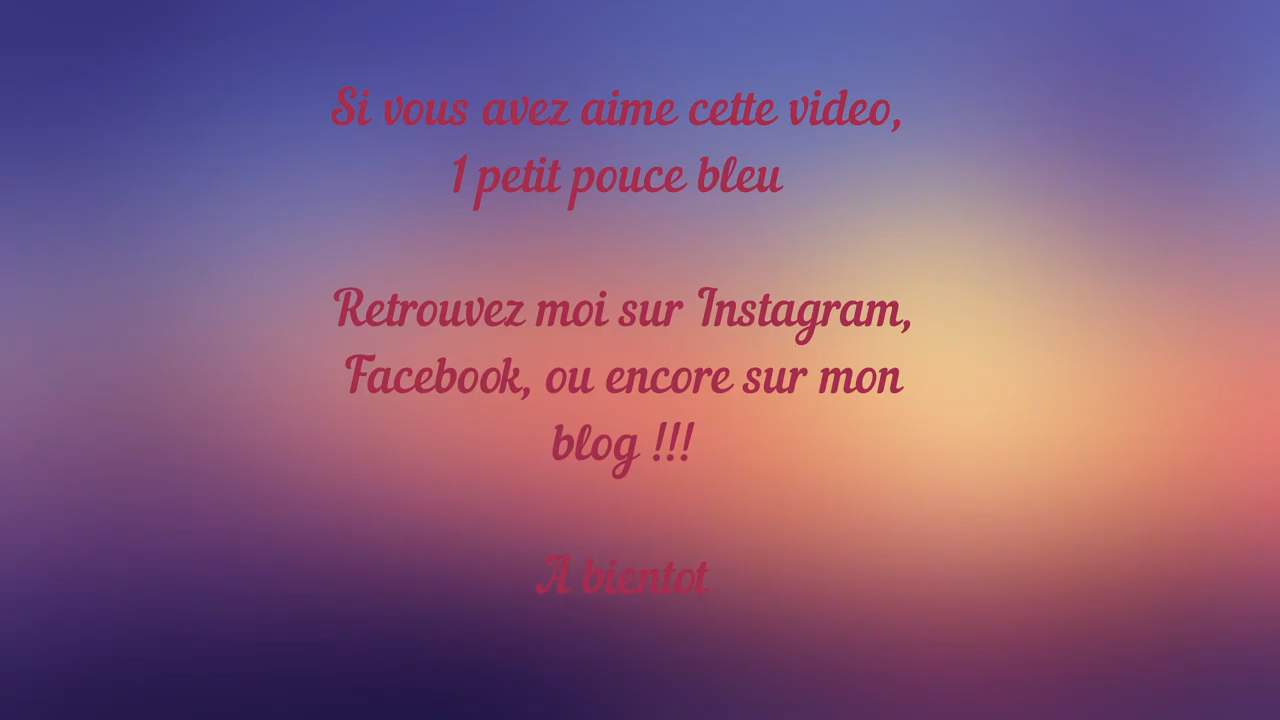 Si vous avez aime cette video,
1 petit pouce bleu
Retrouvez moi sur Instagram,
Facebook, ou encore sur mon
blog !!!
A bientot